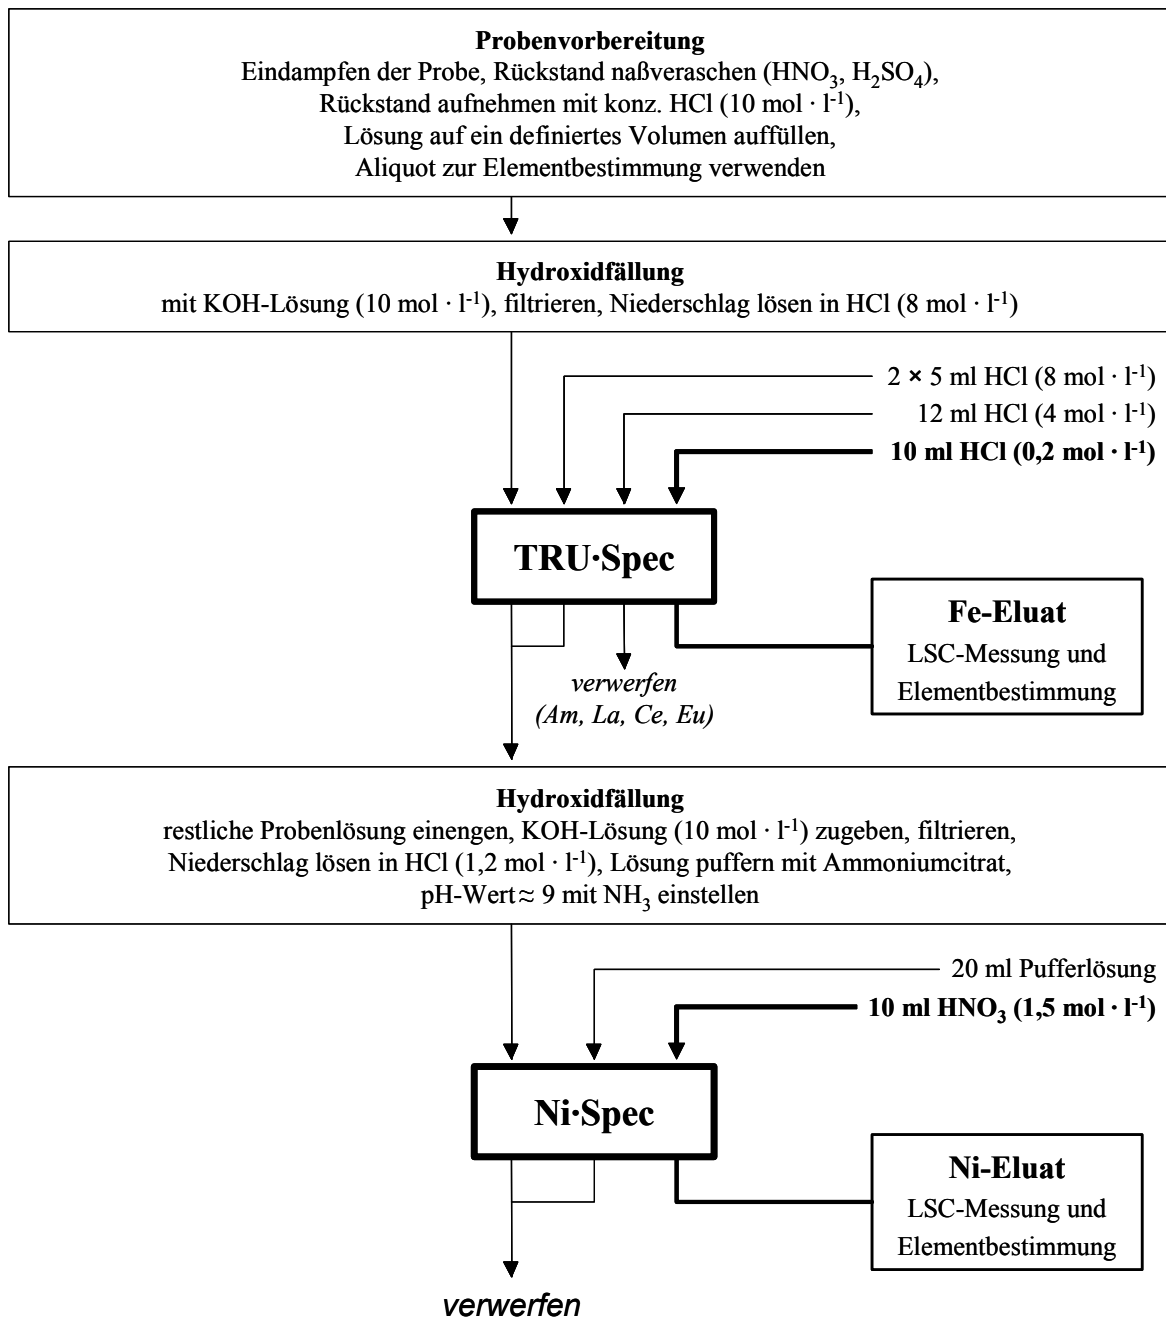 Probenvorbereitung
Eindampfen der Probe, Rückstand naßveraschen (HNO₃, H₂SO₄),
Rückstand aufnehmen mit konz. HCl (10 mol · l⁻¹),
Lösung auf ein definiertes Volumen auffüllen,
Aliquot zur Elementbestimmung verwenden
Hydroxidfällung
mit KOH-Lösung (10 mol · l⁻¹), filtrieren, Niederschlag lösen in HCl (8 mol · l⁻¹)
2 × 5 ml HCl (8 mol · l⁻¹)
12 ml HCl (4 mol · l⁻¹)
10 ml HCl (0,2 mol · l⁻¹)
TRU·Spec
Fe-Eluat
LSC-Messung und
Elementbestimmung
verwerfen
(Am, La, Ce, Eu)
Hydroxidfällung
restliche Probenlösung einengen, KOH-Lösung (10 mol · l⁻¹) zugeben, filtrieren,
Niederschlag lösen in HCl (1,2 mol · l⁻¹), Lösung puffern mit Ammoniumcitrat,
pH-Wert ≈ 9 mit NH₃ einstellen
20 ml Pufferlösung
10 ml HNO₃ (1,5 mol · l⁻¹)
Ni·Spec
Ni-Eluat
LSC-Messung und
Elementbestimmung
verwerfen